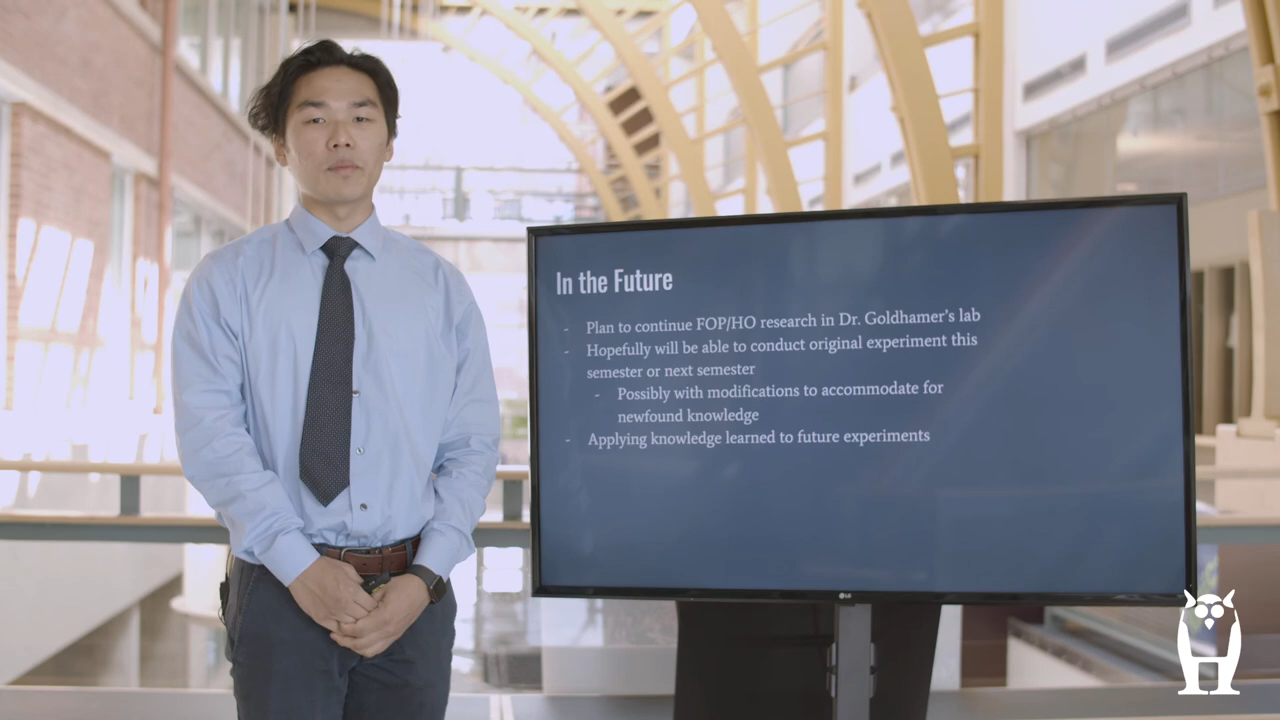 In the Future
- Plan to continue FOP/HO research in Dr. Goldhamer's lab
- Hopefully will be able to conduct original experiment this
semester or next semester
- Possibly with modifications to accommodate for
newfound knowledge
- Applying knowledge learned to future experiments
LG